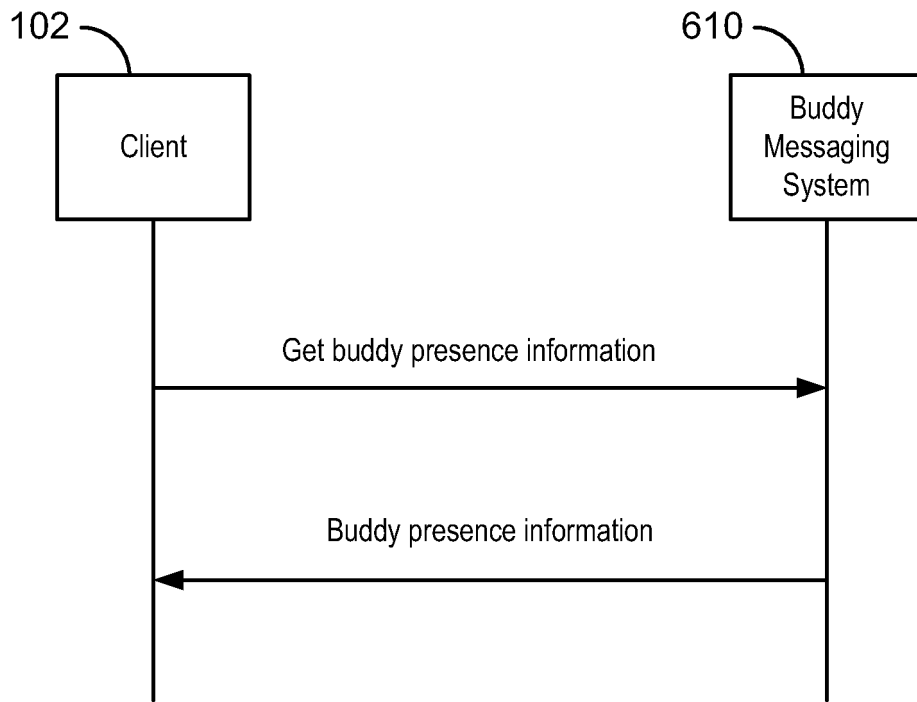 102
610
Client
Buddy
Messaging
System
Get buddy presence information
Buddy presence information